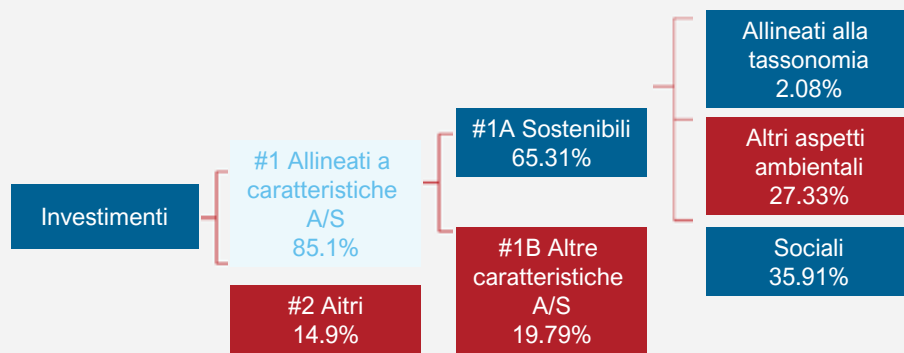 Investimenti
#1 Allineati a
caratteristiche
A/S
85.1%
#2 Aitri
14.9%
#1A Sostenibili
65.31%
#1B Altre
caratteristiche
A/S
19.79%
Allineati alla
tassonomia
2.08%
Altri aspetti
ambientali
27.33%
Sociali
35.91%